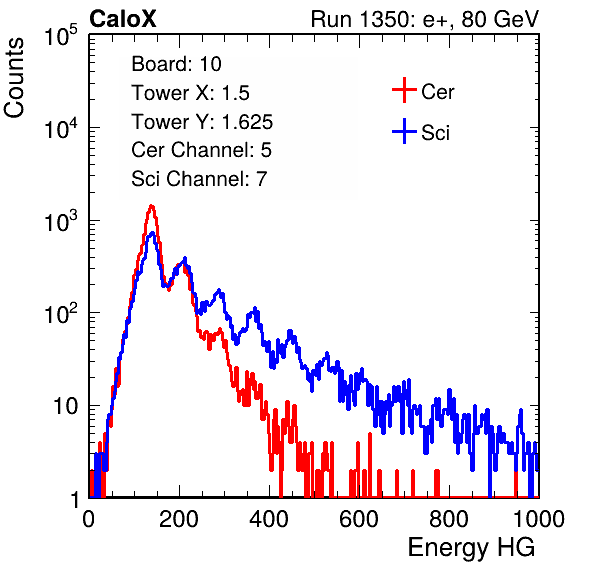 CaloX Run 1350: e+, 80 GeV
Counts
10^5
10^4
10^3
10^2
10
1
Board: 10
Tower X: 1.5
Tower Y: 1.625
Cer Channel: 5
Sci Channel: 7
Cer
Sci
0 200 400 600 800 1000
Energy HG